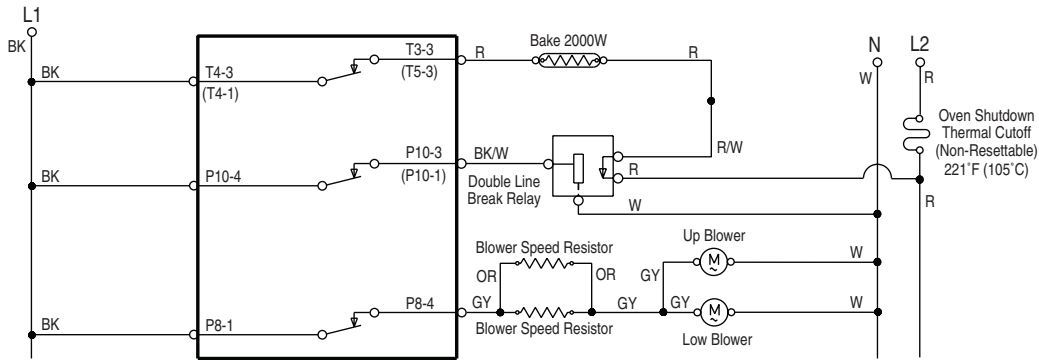 L1
BK
BK
T4-3
(T4-1)
T3-3
(T5-3)
R
Bake 2000W
R
N
L2
W
R
Oven Shutdown
Thermal Cutoff
(Non-Resettable)
221˚F (105˚C)
R/W
BK
P10-4
P10-3
(P10-1)
BK/W
Double Line
Break Relay
R
W
R
Blower Speed Resistor
OR
OR
Up Blower
M
~
W
GY
BK
P8-1
P8-4
GY
Blower Speed Resistor
GY
GY
M
~
Low Blower
W